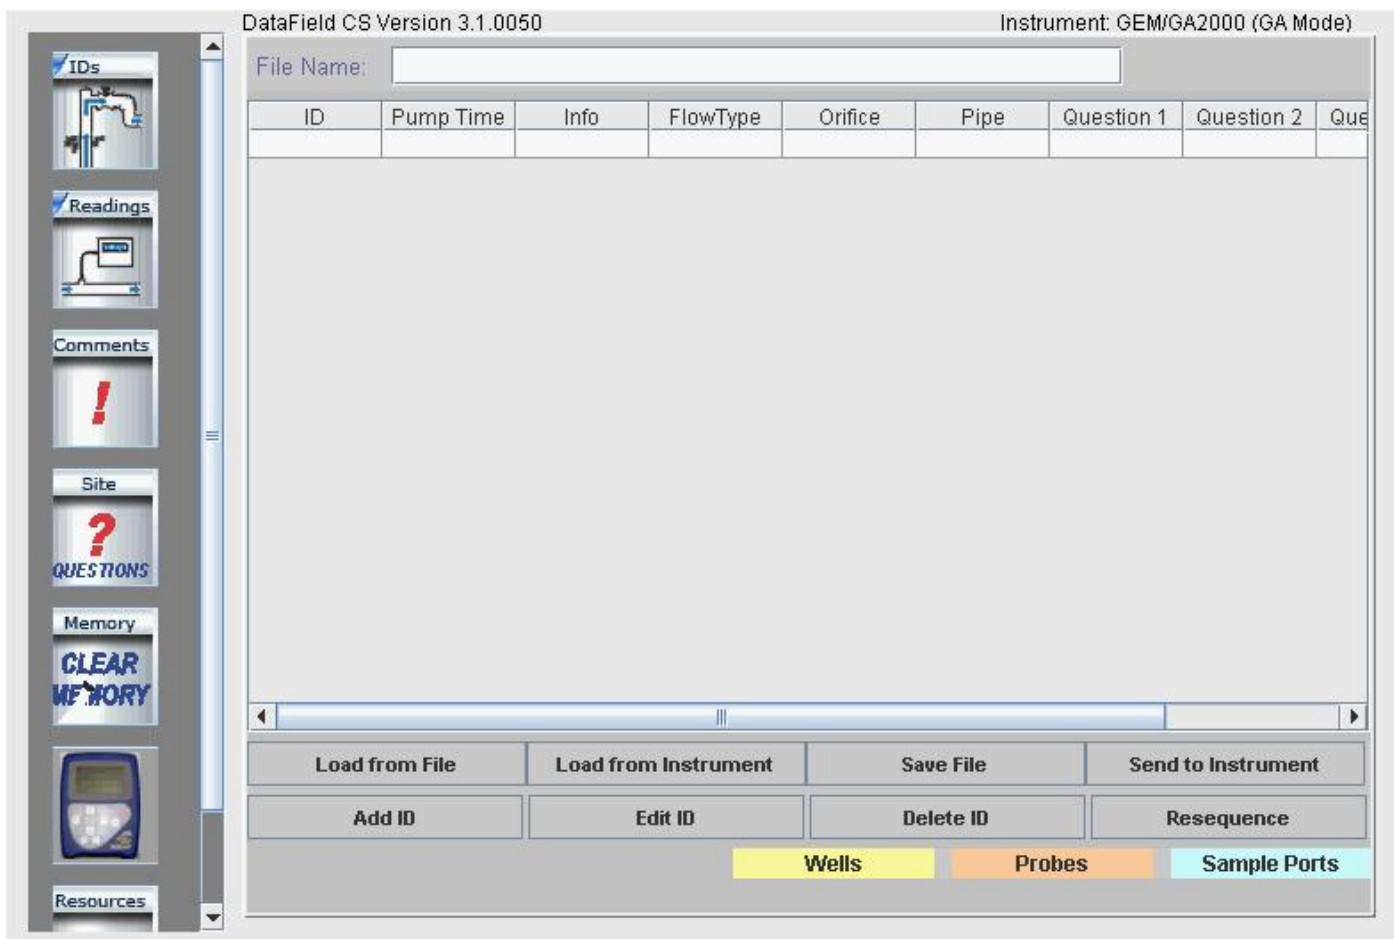 DataField CS Version 3.1.0050 Instrument: GEM/GA2000 (GA Mode)
IDs
Readings
Comments
!
Site
?
QUESTIONS
Memory
CLEAR
MEMORY
Resources
File Name:
ID Pump Time Info FlowType Orifice Pipe Question 1 Question 2 Que
Load from File Load from Instrument Save File Send to Instrument
Add ID Edit ID Delete ID Resequence
Wells Probes Sample Ports